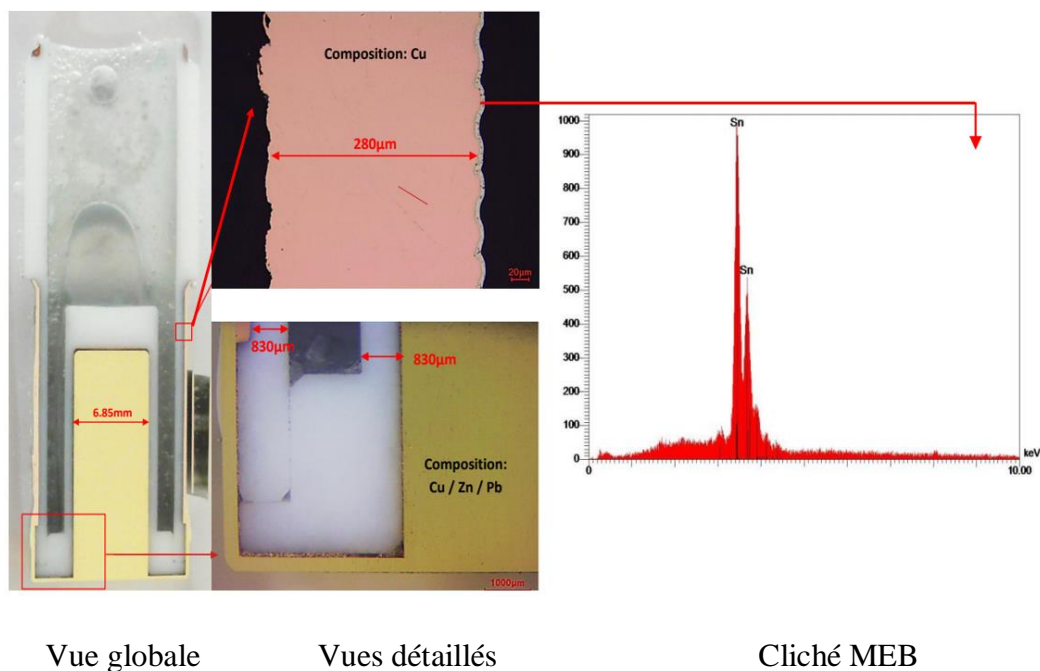 Composition: Cu
280µm
20µm
6.85mm
830µm
830µm
Composition:
Cu / Zn / Pb
1000µm
1000
900
800
700
600
500
400
300
200
100
0
Sn
Sn
0
10.00
keV
Vue globale
Vues détaillés
Cliché MEB